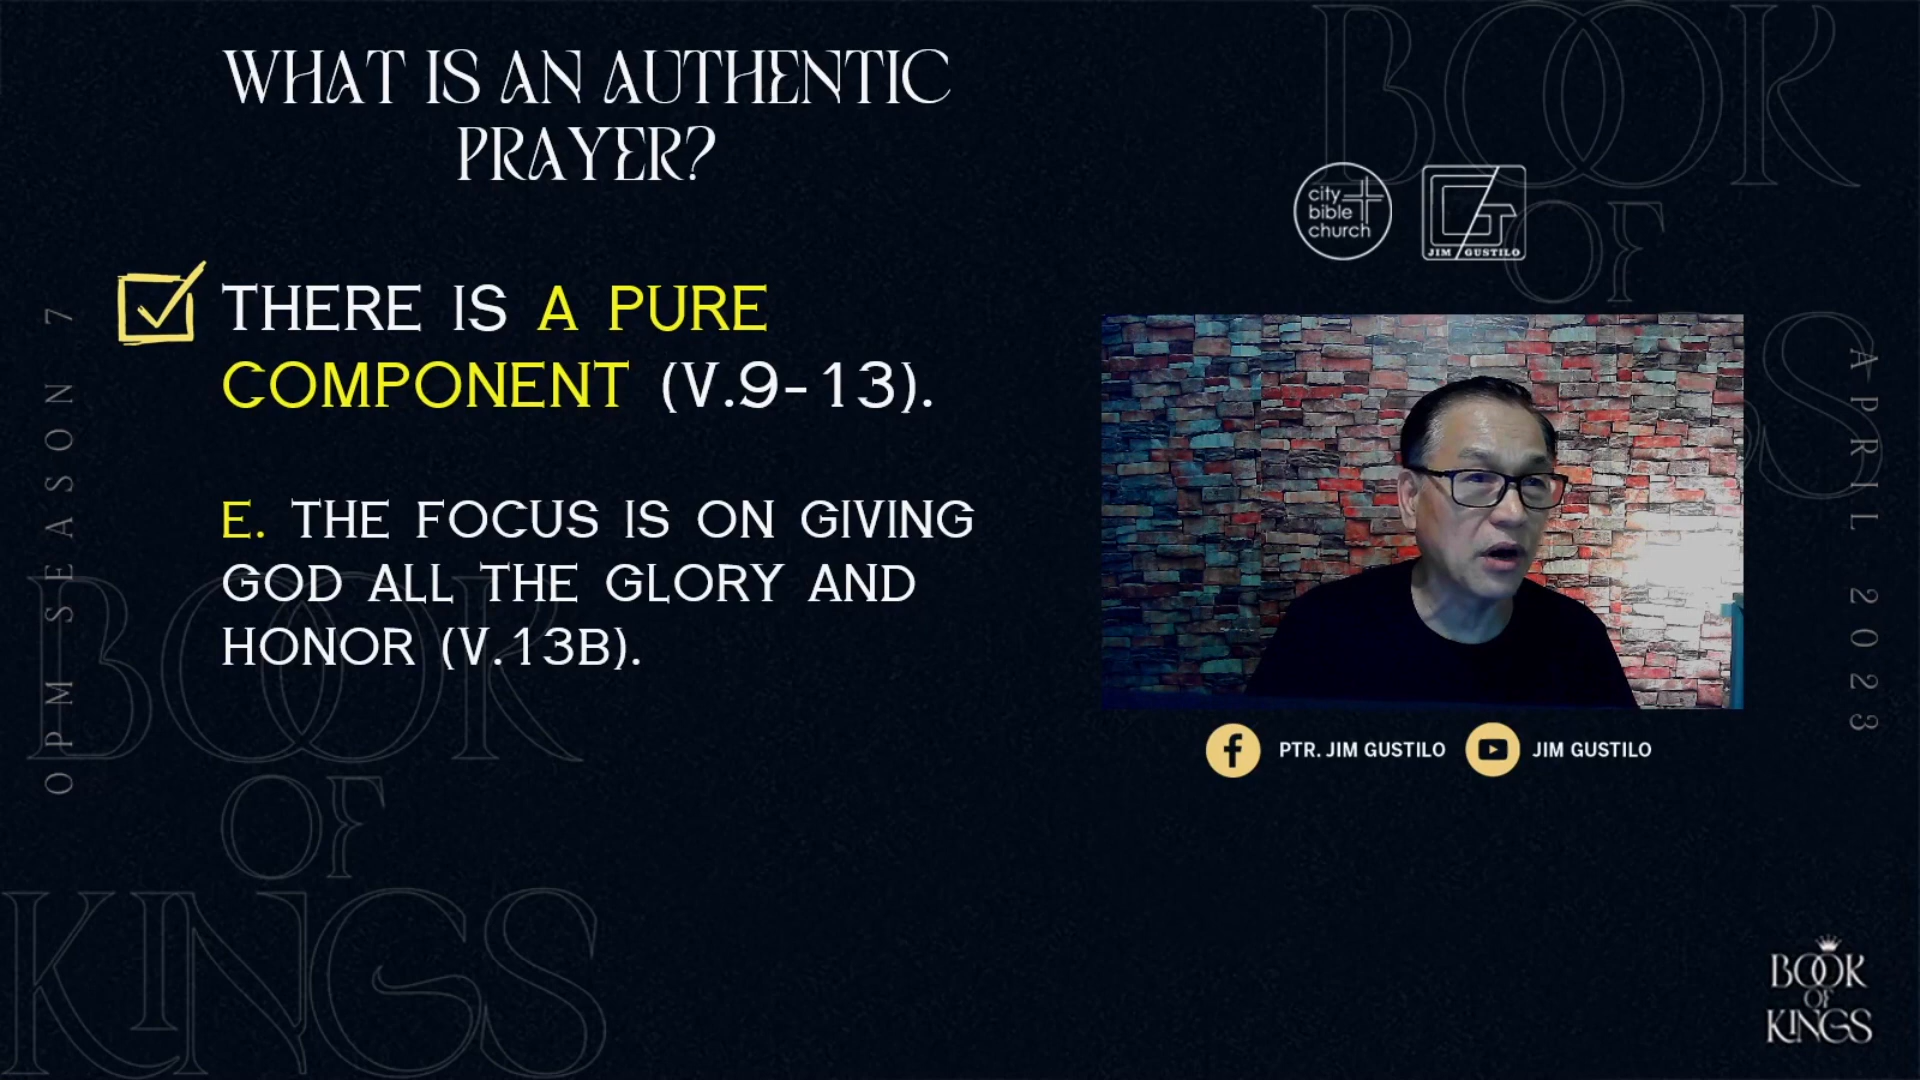 WHAT IS AN AUTHENTIC
PRAYER?
THERE IS A PURE
COMPONENT (V.9-13).
E. THE FOCUS IS ON GIVING
GOD ALL THE GLORY AND
HONOR (V.13B).
OPM SEASON 7
BOOK
OF
KINGS
BOOK
OF
S
city
bible
church
JIM GUSTILO
PTR. JIM GUSTILO
JIM GUSTILO
APRIL 2023
BOOK
OF
KINGS